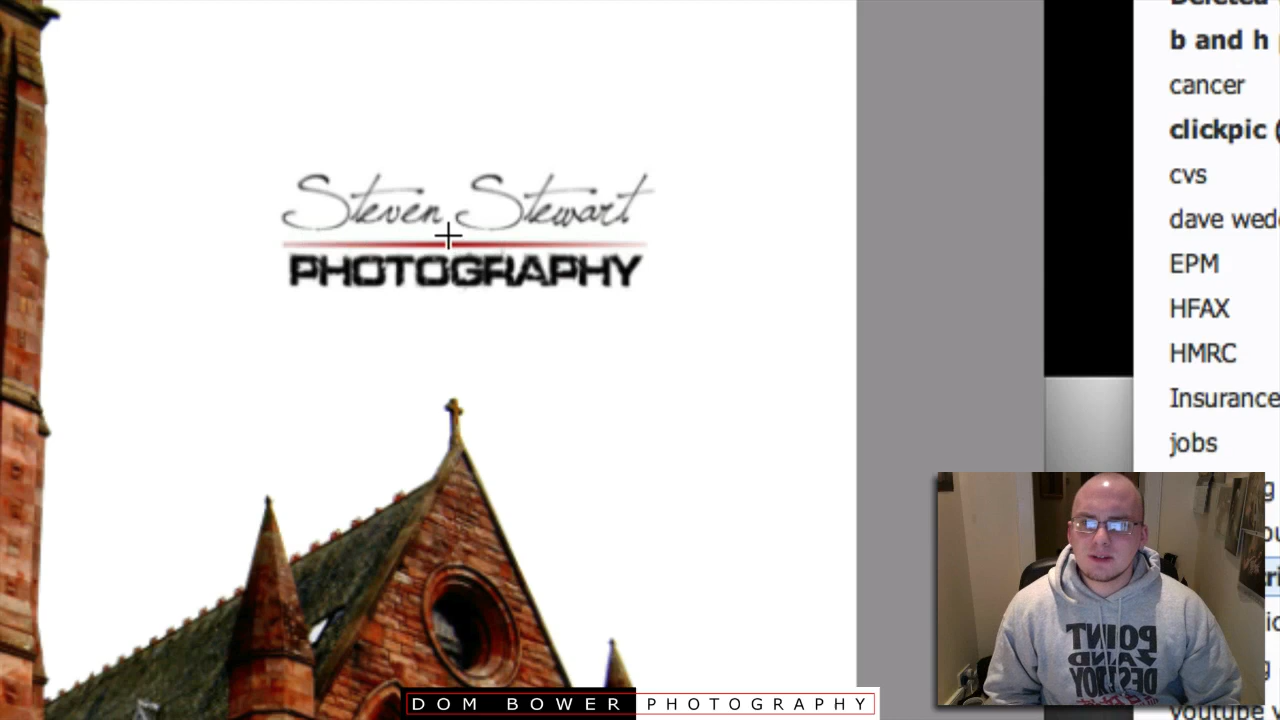 Steven Stewart
PHOTOGRAPHY
b and h
cancer
clickpic (
cvs
dave wed
EPM
HFAX
HMRC
Insurance
jobs
POINT
AND
DESTROY
DOM BOWER PHOTOGRAPHY
youtube v